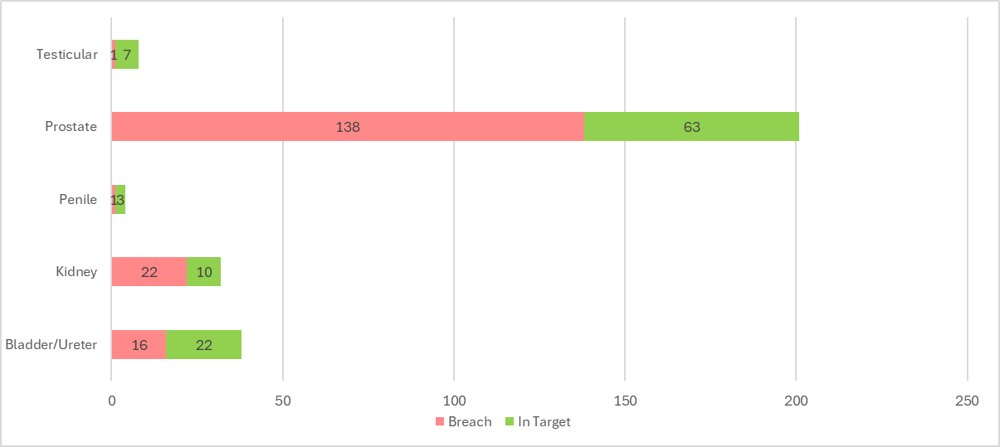 Testicular 1 7
Prostate 138 63
Penile 1 3
Kidney 22 10
Bladder/Ureter 16 22
0 50 100 150 200 250
Breach In Target